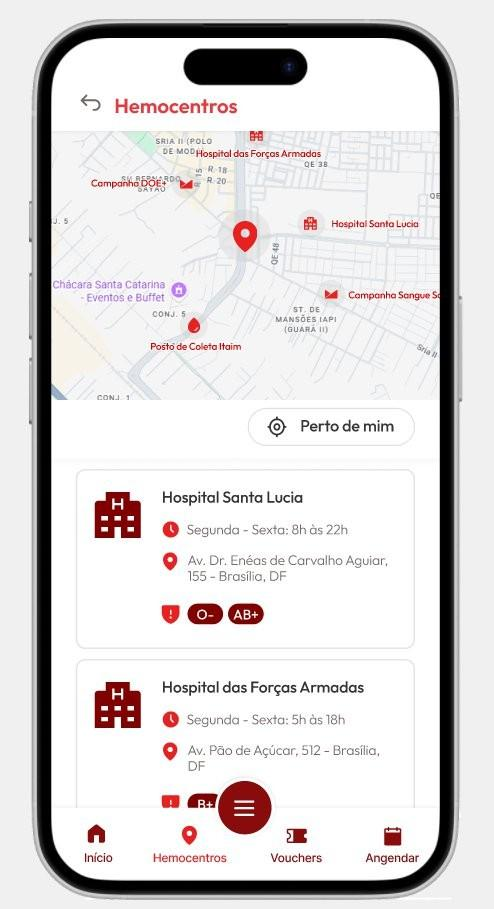 Hemocentros
SRIA II (POLO
DE MODA)
Hospital das Forças Armadas
QE 38
R. 15
R. 18
R. 20
SU BERNARDO
SAYÃO
Campanha DOE+
QE
J. 5
Hospital Santa Lucia
QE 48
Chácara Santa Catarina
- Eventos e Buffet
Campanha Sangue So
CONJ. 5
ST. DE
MANSÕES IAPI
(GUARÁ II)
Posto de Coleta Itaim
Sria II
CONJ. 1
Perto de mim
H
Hospital Santa Lucia
Segunda - Sexta: 8h às 22h
Av. Dr. Enéas de Carvalho Aguiar,
155 - Brasília, DF
O- AB+
H
Hospital das Forças Armadas
Segunda - Sexta: 5h às 18h
Av. Pão de Açúcar, 512 - Brasília,
DF
B+
Início Hemocentros Vouchers Angendar